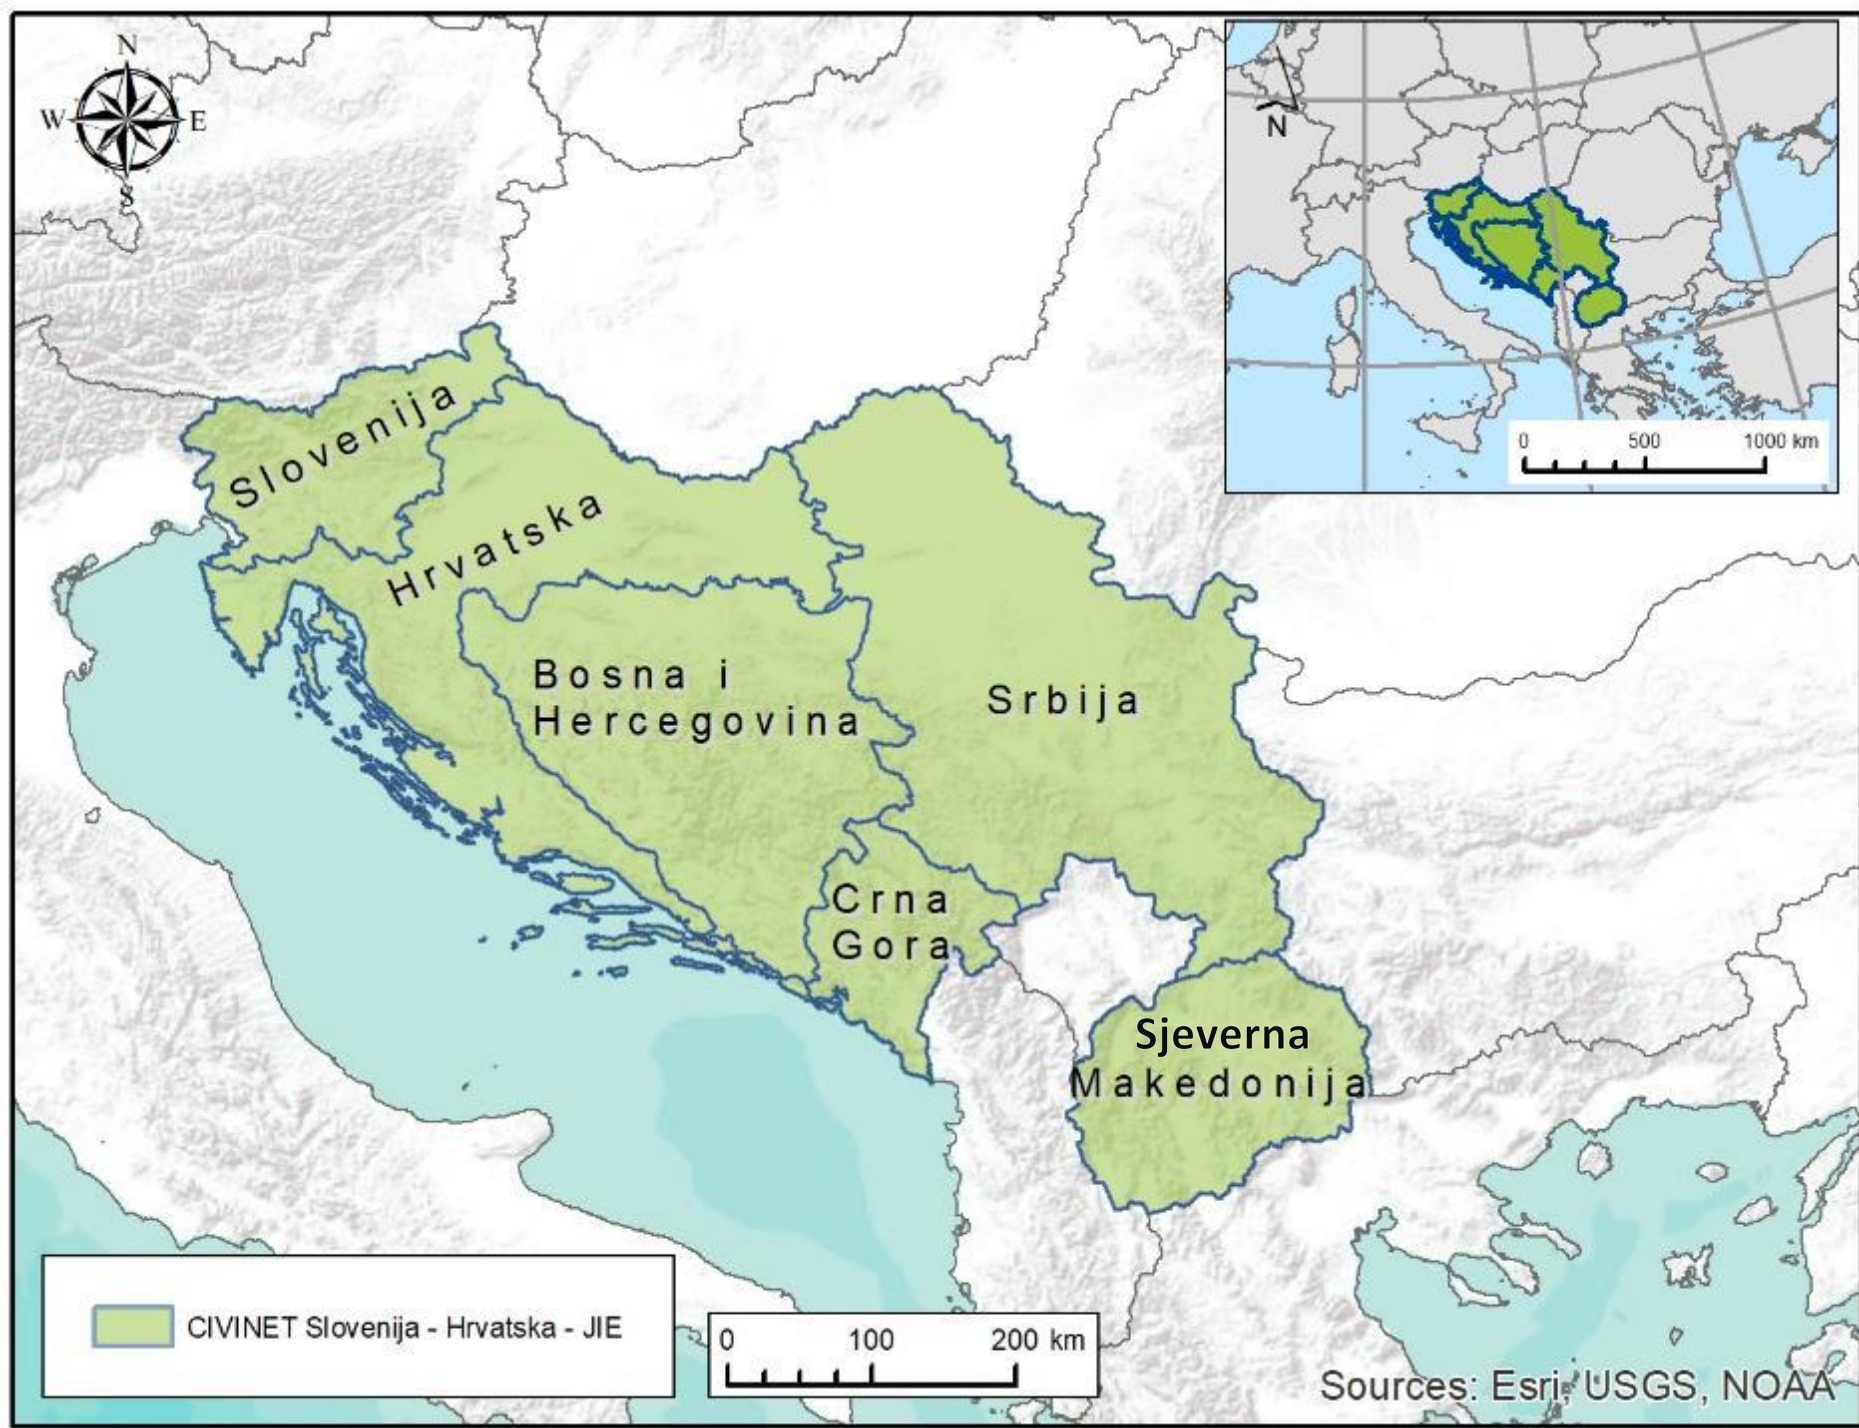 N
W E
S
N
0 500 1000 km
Slovenija
Hrvatska
Bosna i
Hercegovina
Srbija
Crna
Gora
Sjeverna
Makedonija
CIVINET Slovenija - Hrvatska - JIE
0 100 200 km
Sources: Esri, USGS, NOAA